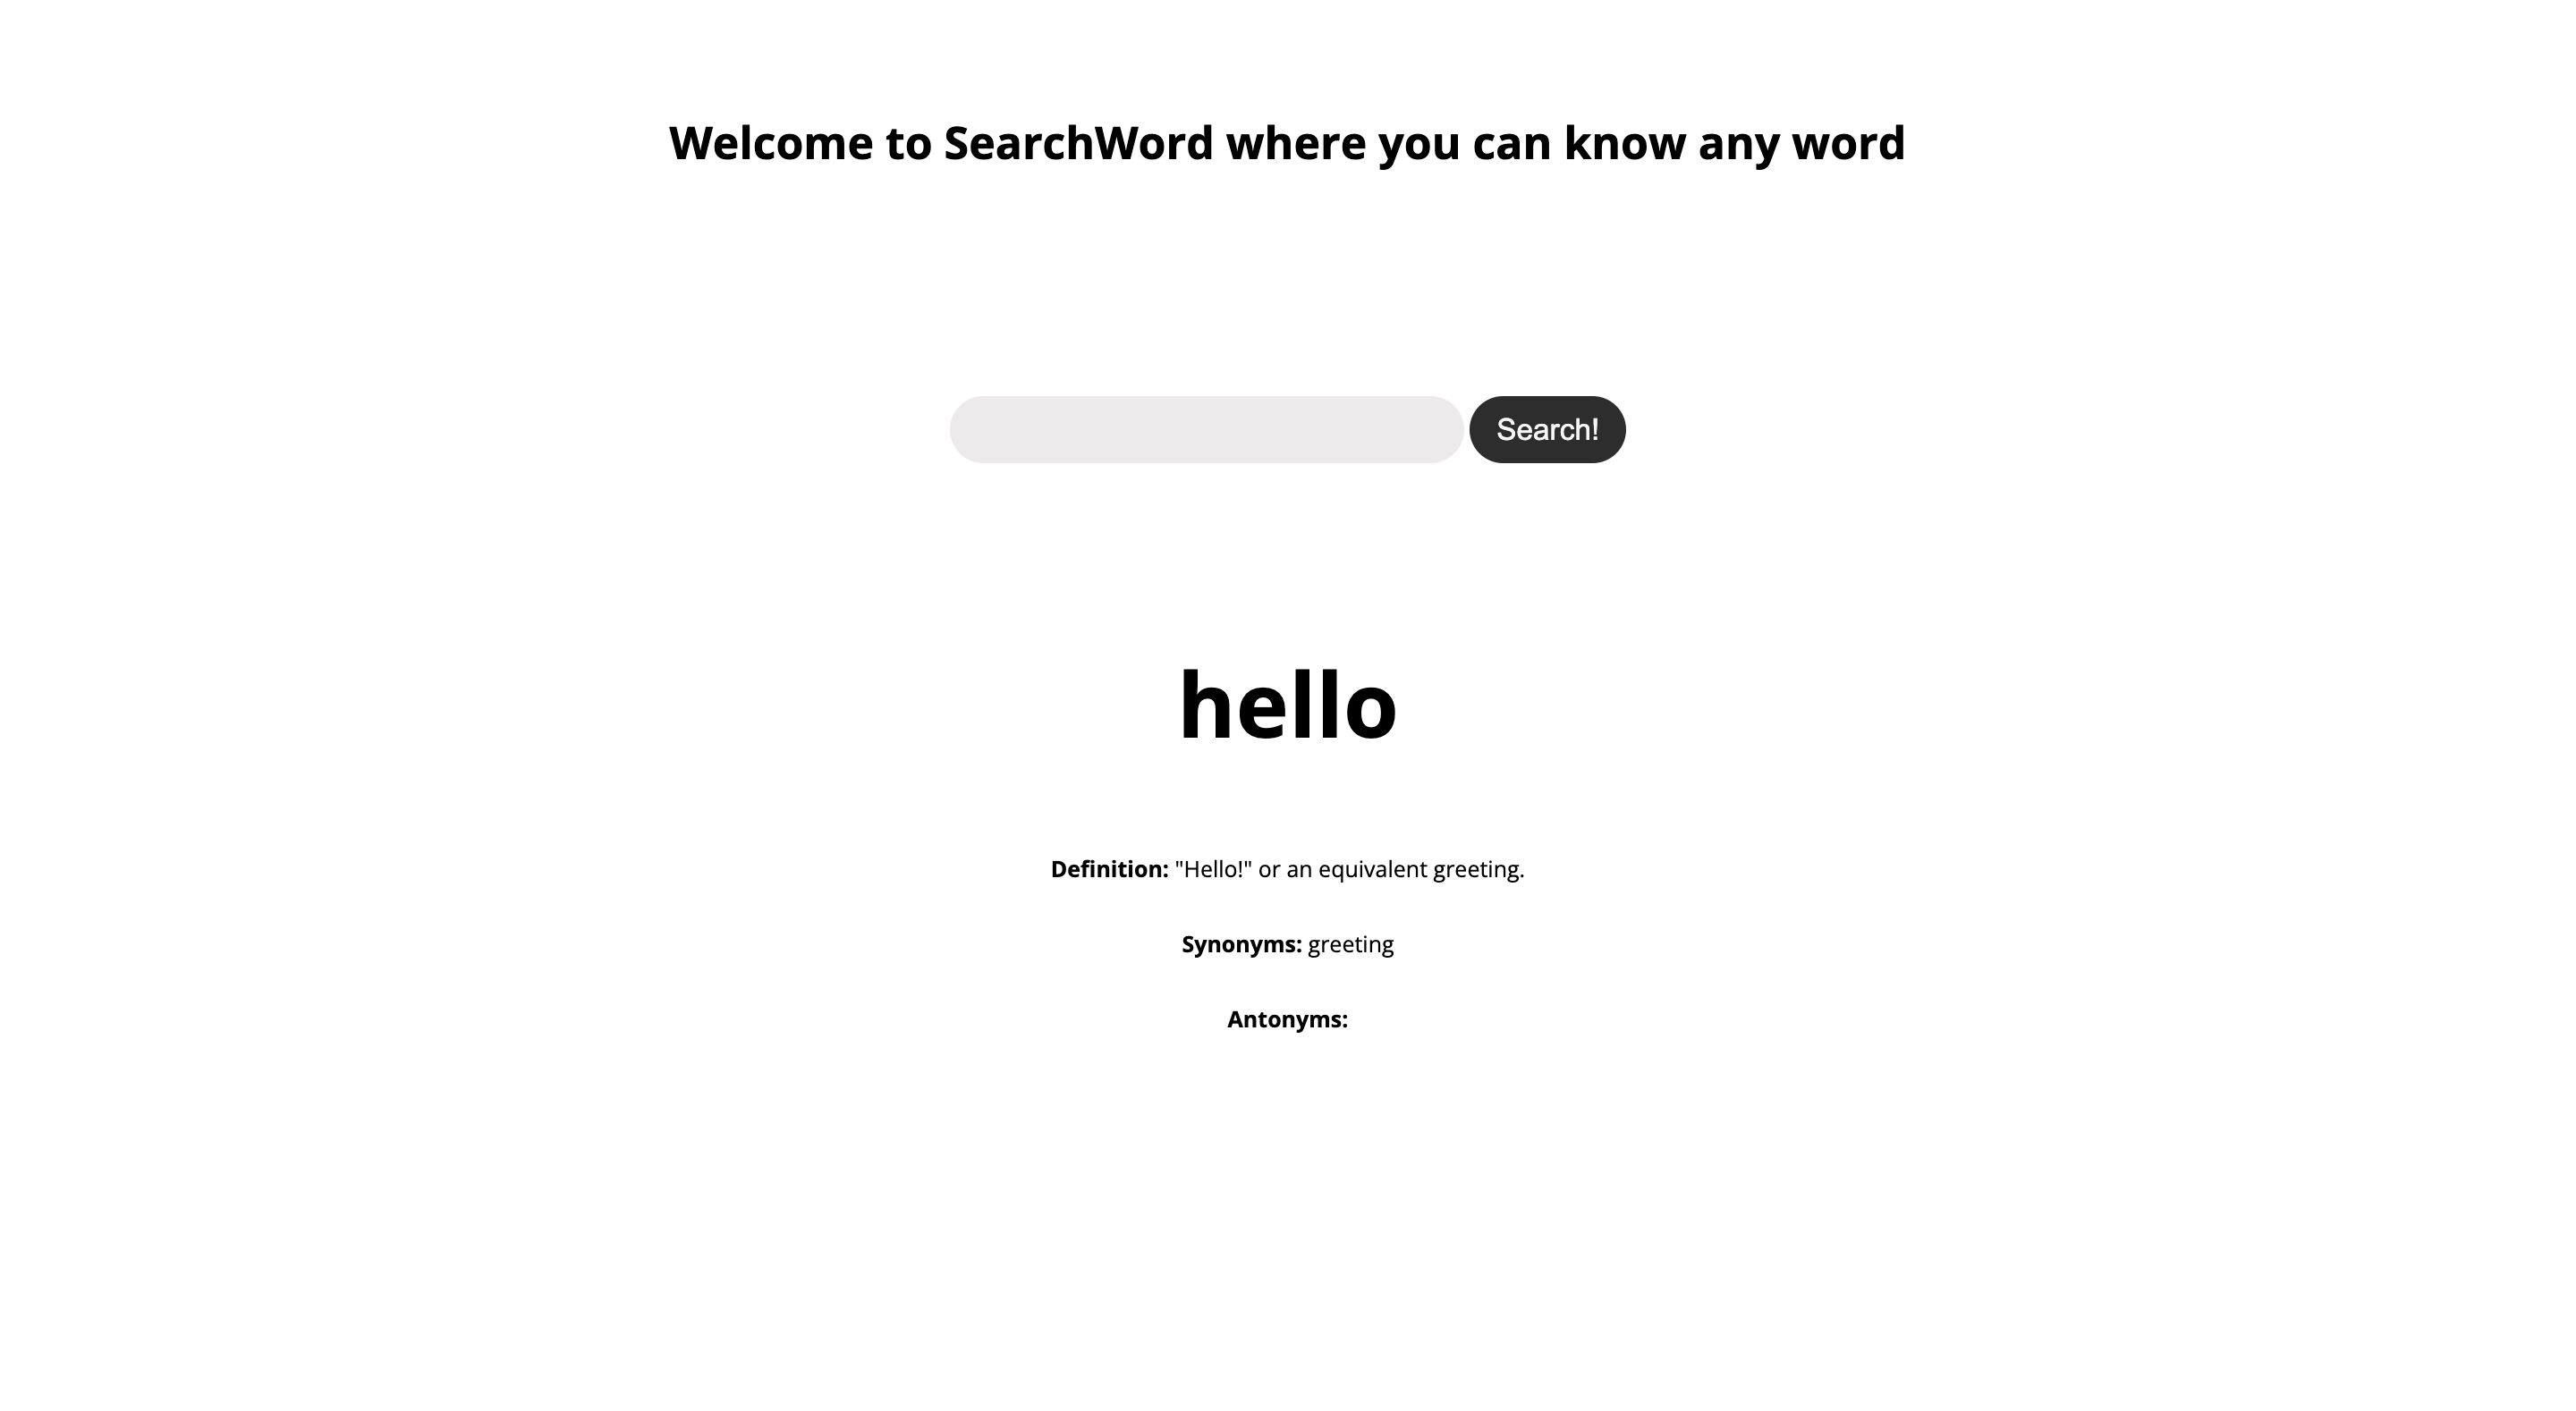 Welcome to SearchWord where you can know any word
Search!
hello
Definition: "Hello!" or an equivalent greeting.
Synonyms: greeting
Antonyms: